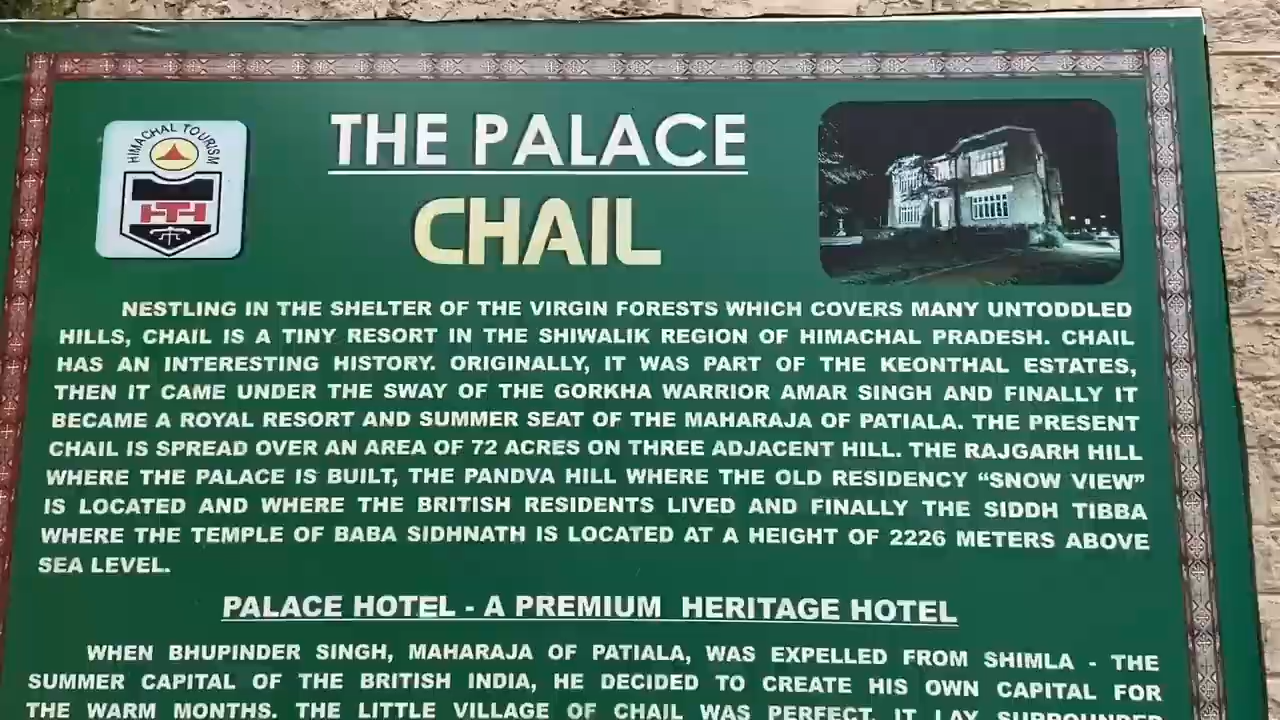 HIMACHAL TOURISM
THE PALACE
CHAIL
NESTLING IN THE SHELTER OF THE VIRGIN FORESTS WHICH COVERS MANY UNTODDLED
HILLS, CHAIL IS A TINY RESORT IN THE SHIWALIK REGION OF HIMACHAL PRADESH. CHAIL
HAS AN INTERESTING HISTORY. ORIGINALLY, IT WAS PART OF THE KEONTHAL ESTATES,
THEN IT CAME UNDER THE SWAY OF THE GORKHA WARRIOR AMAR SINGH AND FINALLY IT
BECAME A ROYAL RESORT AND SUMMER SEAT OF THE MAHARAJA OF PATIALA. THE PRESENT
CHAIL IS SPREAD OVER AN AREA OF 72 ACRES ON THREE ADJACENT HILL. THE RAJGARH HILL
WHERE THE PALACE IS BUILT, THE PANDVA HILL WHERE THE OLD RESIDENCY “SNOW VIEW”
IS LOCATED AND WHERE THE BRITISH RESIDENTS LIVED AND FINALLY THE SIDDH TIBBA
WHERE THE TEMPLE OF BABA SIDHNATH IS LOCATED AT A HEIGHT OF 2226 METERS ABOVE
SEA LEVEL.
PALACE HOTEL - A PREMIUM HERITAGE HOTEL
WHEN BHUPINDER SINGH, MAHARAJA OF PATIALA, WAS EXPELLED FROM SHIMLA - THE
SUMMER CAPITAL OF THE BRITISH INDIA, HE DECIDED TO CREATE HIS OWN CAPITAL FOR
THE WARM MONTHS. THE LITTLE VILLAGE OF CHAIL WAS PERFECT. IT LAY SURROUNDED